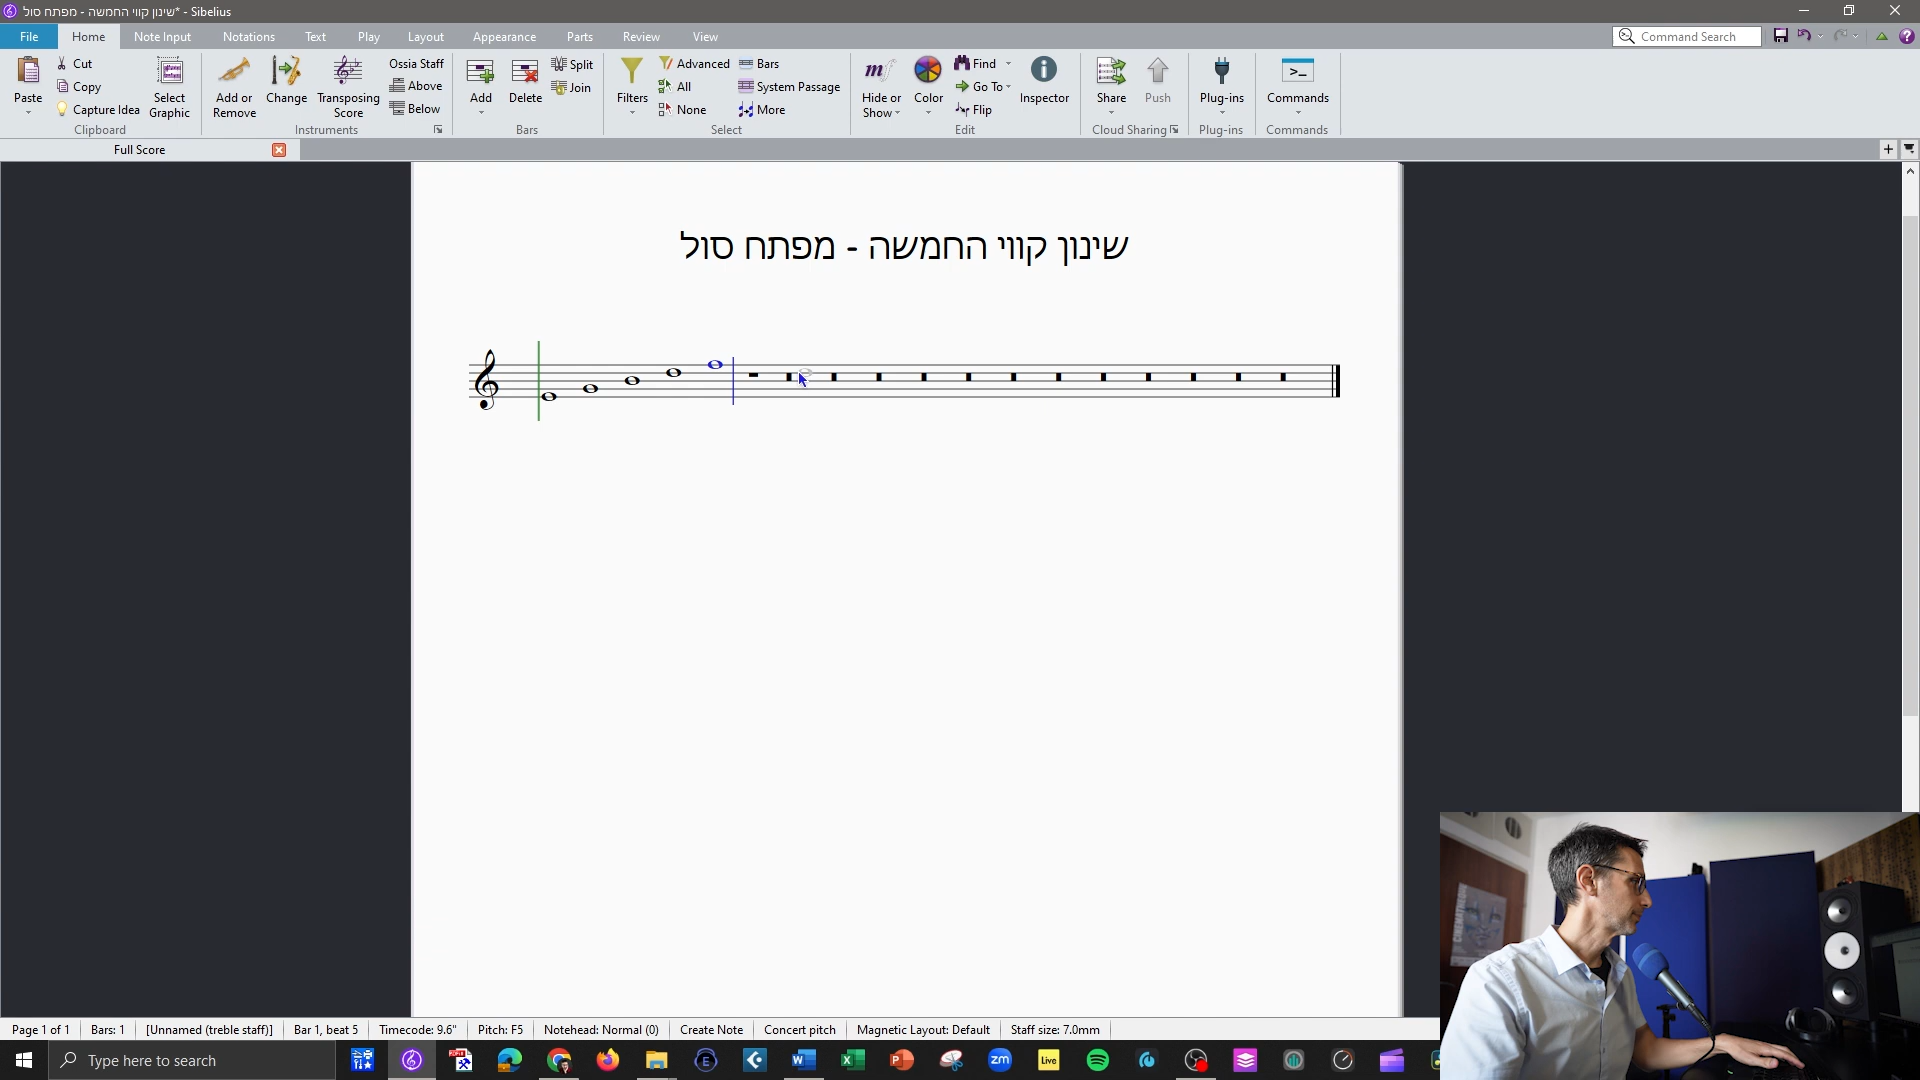 שינון קווי החמשה - מפתח סול* - Sibelius
File Home Note Input Notations Text Play Layout Appearance Parts Review View Command Search
Paste Cut Copy Capture Idea Select Graphic Clipboard
Add or Remove Change Transposing Score Ossia Staff Above Below Instruments
Add Delete Split Join Bars
Filters Advanced All None Bars System Passage More Select
Hide or Show Color Find Go To Flip Inspector Edit
Share Push Cloud Sharing
Plug-ins Plug-ins
Commands Commands
Full Score
שינון קווי החמשה - מפתח סול
Page 1 of 1 Bars: 1 [Unnamed (treble staff)] Bar 1, beat 5 Timecode: 9.6" Pitch: F5 Notehead: Normal (0) Create Note Concert pitch Magnetic Layout: Default Staff size: 7.0mm
Type here to search zm Live